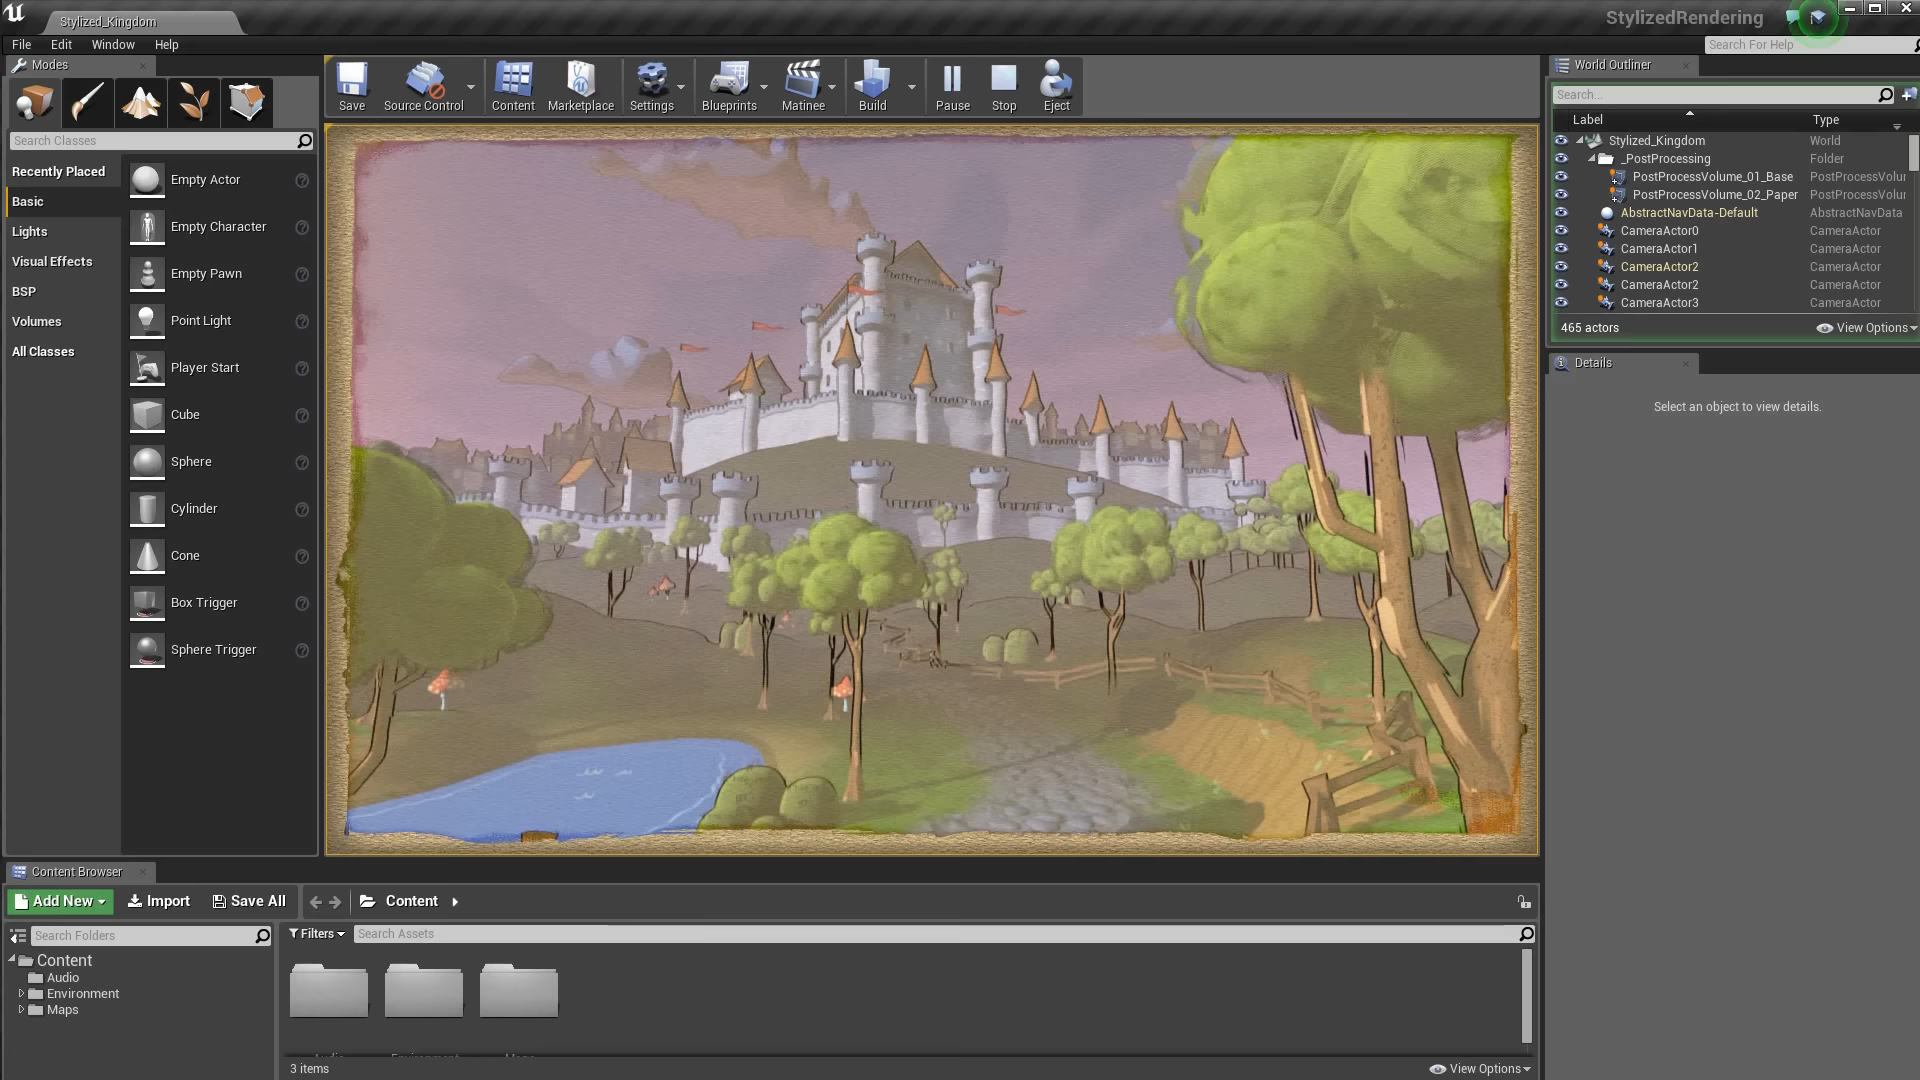 Stylized_Kingdom
StylizedRendering
File
Edit
Window
Help
Search For Help
Modes
Search Classes
Recently Placed
Basic
Lights
Visual Effects
BSP
Volumes
All Classes
Empty Actor
Empty Character
Empty Pawn
Point Light
Player Start
Cube
Sphere
Cylinder
Cone
Box Trigger
Sphere Trigger
Save
Source Control
Content
Marketplace
Settings
Blueprints
Matinee
Build
Pause
Stop
Eject
World Outliner
Search...
Label Type
Stylized_Kingdom World
_PostProcessing Folder
PostProcessVolume_01_Base PostProcessVolur
PostProcessVolume_02_Paper PostProcessVolur
AbstractNavData-Default AbstractNavData
CameraActor0 CameraActor
CameraActor1 CameraActor
CameraActor2 CameraActor
CameraActor2 CameraActor
CameraActor3 CameraActor
465 actors
View Options
Details
Select an object to view details.
Content Browser
Add New
Import
Save All
Content
Search Folders
Content
Audio
Environment
Maps
Filters
Search Assets
3 items
View Options